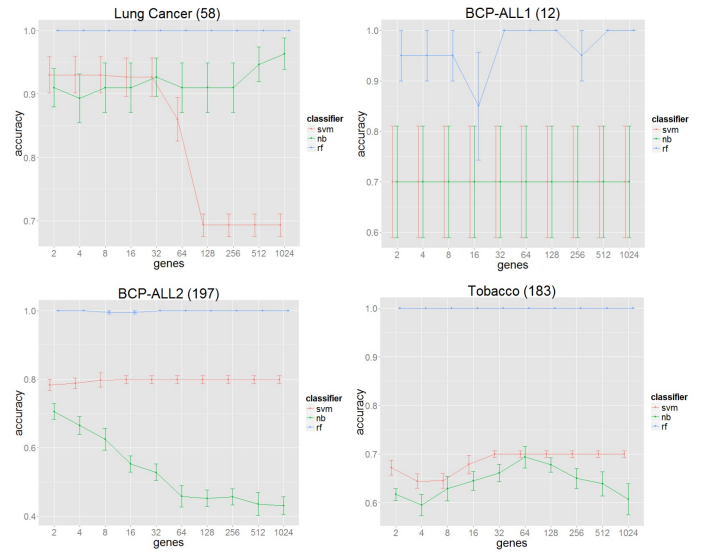 Lung Cancer (58)
accuracy
1.0
0.9
0.8
0.7
2 4 8 16 32 64 128 256 512 1024
genes
classifier
svm
nb
rf
BCP-ALL1 (12)
accuracy
1.0
0.9
0.8
0.7
0.6
2 4 8 16 32 64 128 256 512 1024
genes
classifier
svm
nb
rf
BCP-ALL2 (197)
accuracy
1.0
0.8
0.6
0.4
2 4 8 16 32 64 128 256 512 1024
genes
classifier
svm
nb
rf
Tobacco (183)
accuracy
1.0
0.9
0.8
0.7
0.6
2 4 8 16 32 64 128 256 512 1024
genes
classifier
svm
nb
rf